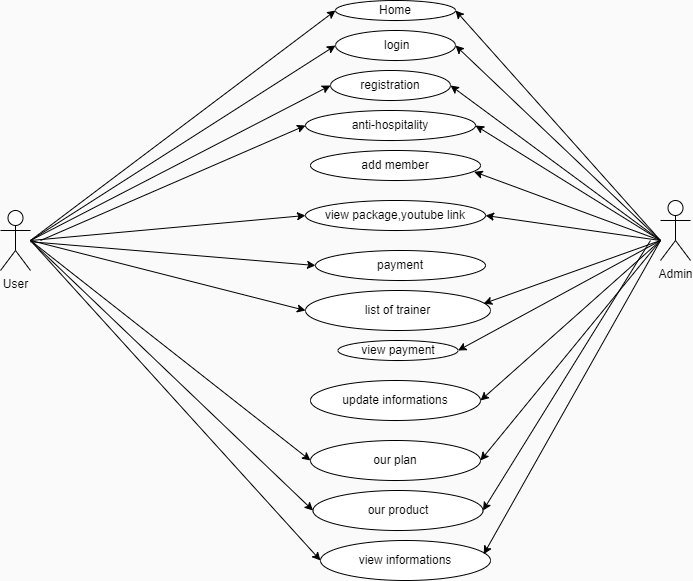 Home
login
registration
anti-hospitality
add member
view package,youtube link
User
Admin
payment
list of trainer
view payment
update informations
our plan
our product
view informations